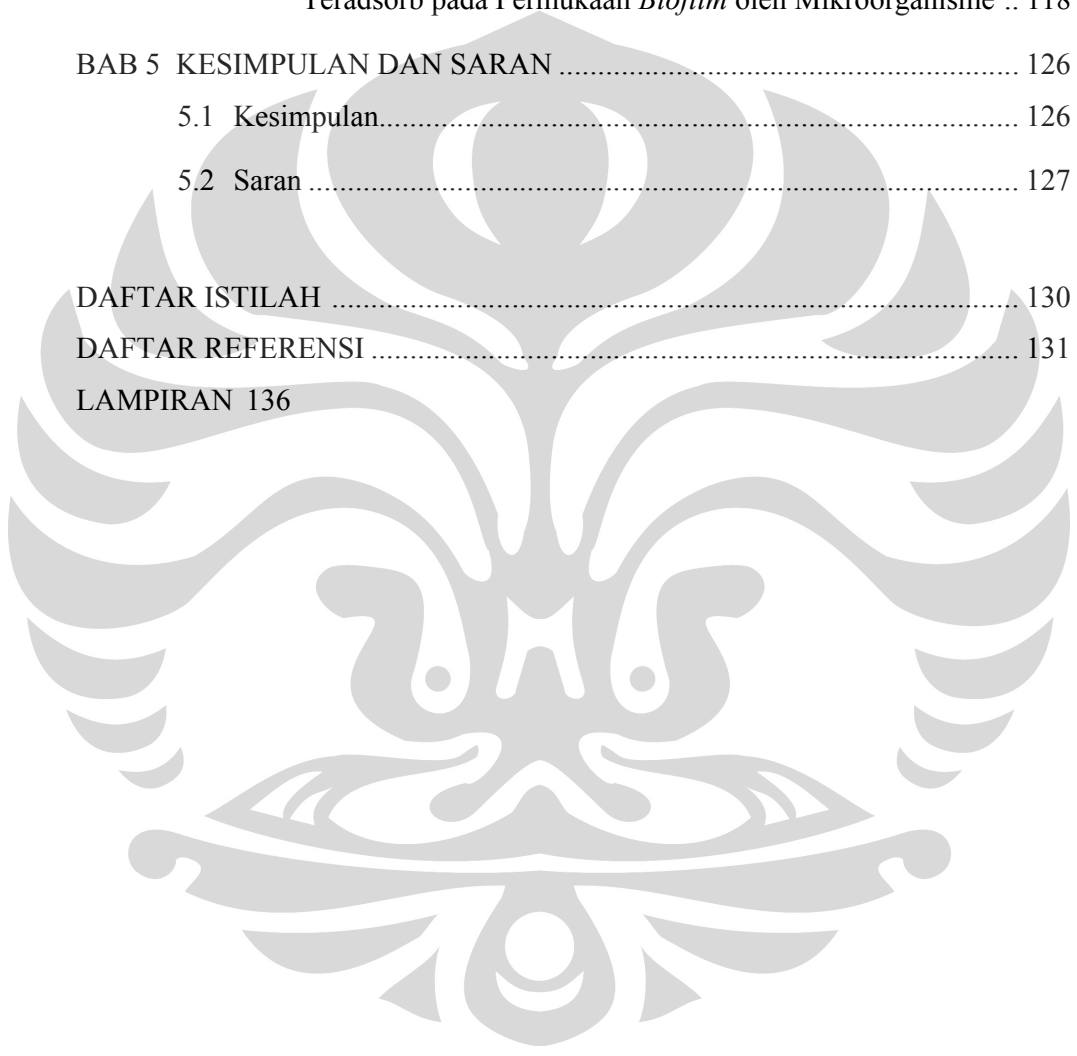 Teradsorb pada Permukaan Biofilm oleh Mikroorganisme .. 118
BAB 5 KESIMPULAN DAN SARAN ............................................................. 126
5.1 Kesimpulan..................................................................................... 126
5.2 Saran .............................................................................................. 127
DAFTAR ISTILAH ........................................................................................... 130
DAFTAR REFERENSI ...................................................................................... 131
LAMPIRAN 136